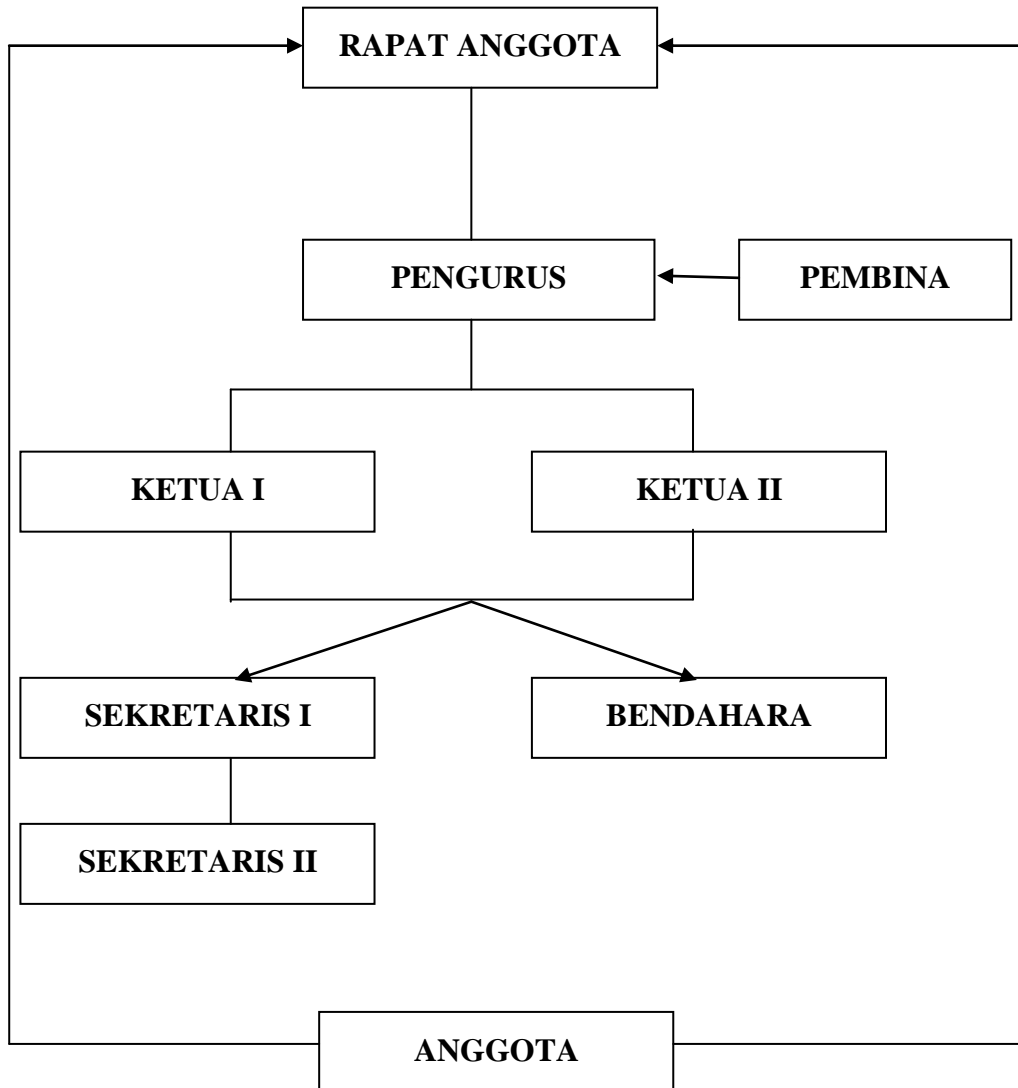 RAPAT ANGGOTA
PENGURUS
PEMBINA
KETUA I
KETUA II
SEKRETARIS I
BENDAHARA
SEKRETARIS II
ANGGOTA